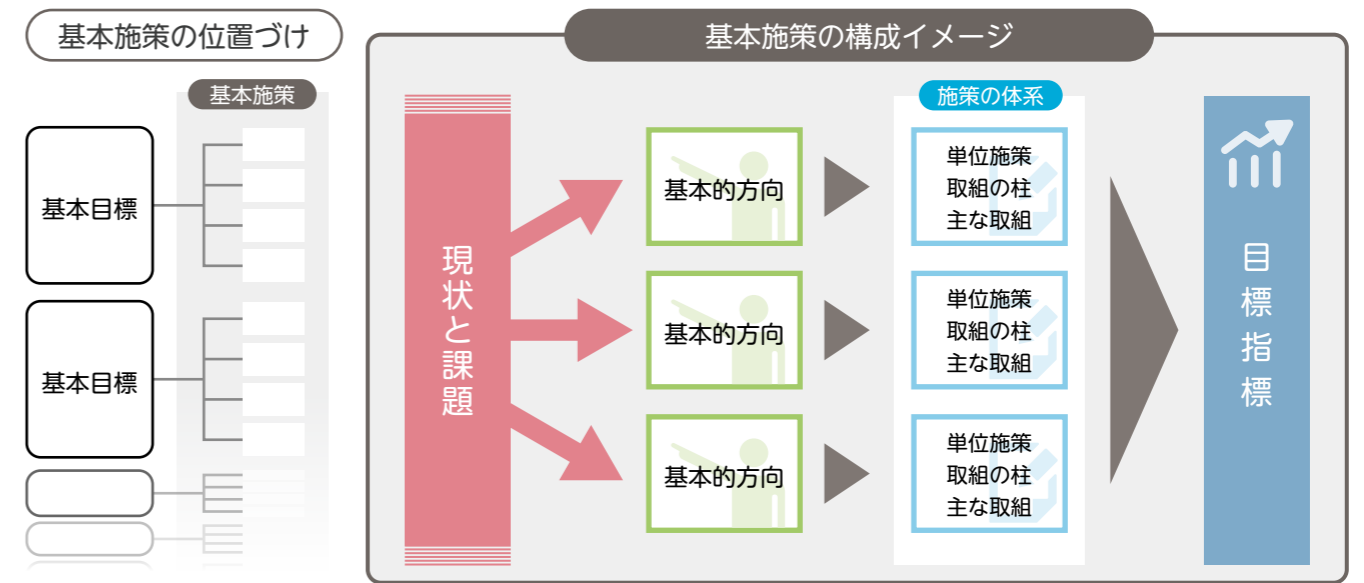 基本施策の位置づけ
基本施策
基本目標
基本目標
基本施策の構成イメージ
現状と課題
基本的方向
基本的方向
基本的方向
施策の体系
単位施策
取組の柱
主な取組
単位施策
取組の柱
主な取組
単位施策
取組の柱
主な取組
目標指標